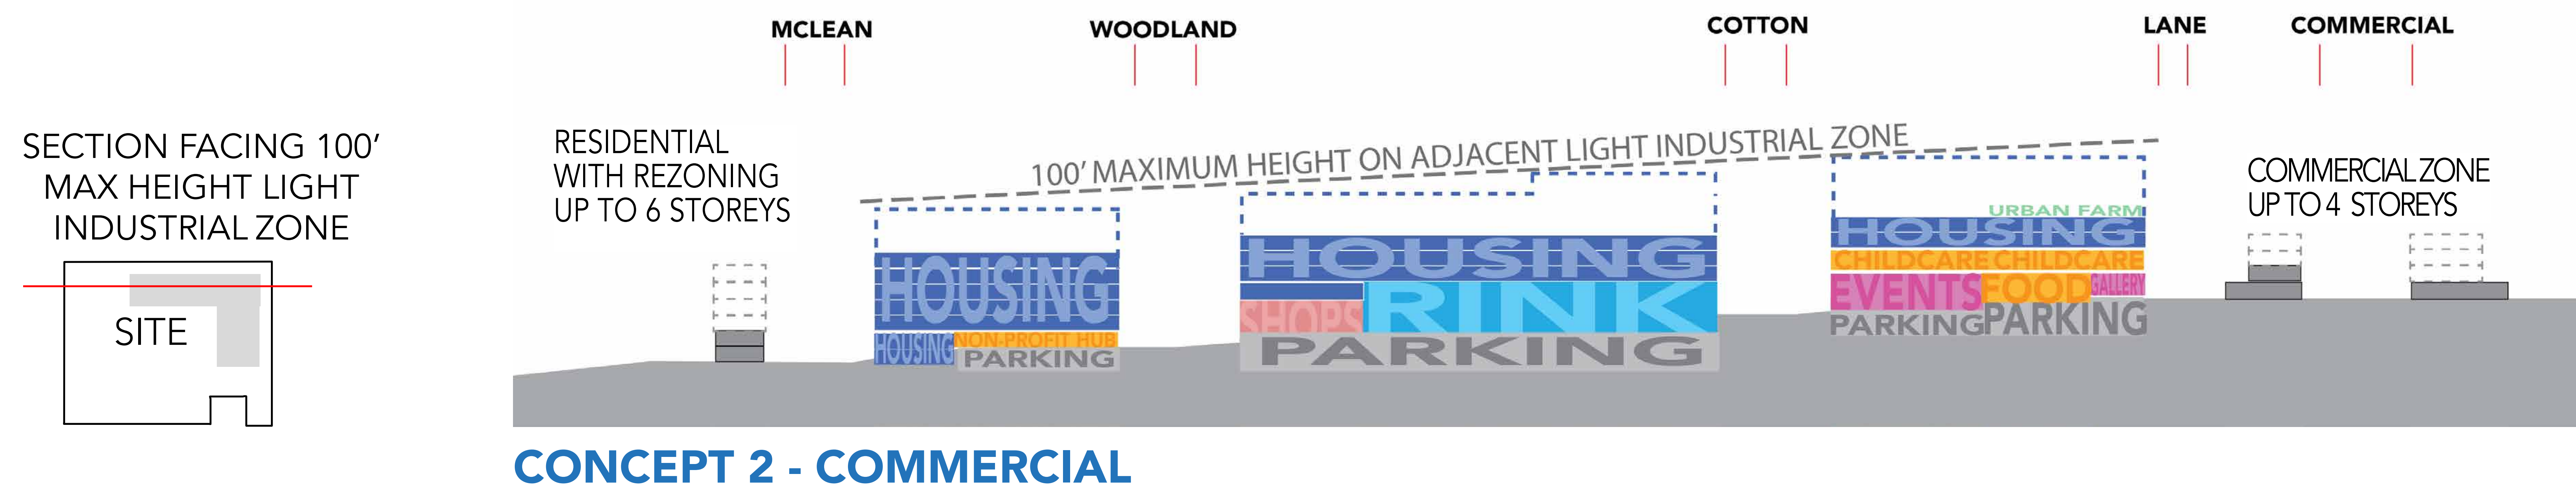 MCLEAN
WOODLAND
COTTON
LANE
COMMERCIAL
SECTION FACING 100'
MAX HEIGHT LIGHT
INDUSTRIAL ZONE
SITE
RESIDENTIAL
WITH REZONING
UP TO 6 STOREYS
100' MAXIMUM HEIGHT ON ADJACENT LIGHT INDUSTRIAL ZONE
COMMERCIAL ZONE
UP TO 4 STOREYS
HOUSING
HOUSING
NON-PROFIT HUB
PARKING
HOUSING
SHOPS
RINK
PARKING
URBAN FARM
HOUSING
CHILDCARE CHILDCARE
EVENTS
FOOD
GALLERY
PARKING
PARKING
CONCEPT 2 - COMMERCIAL